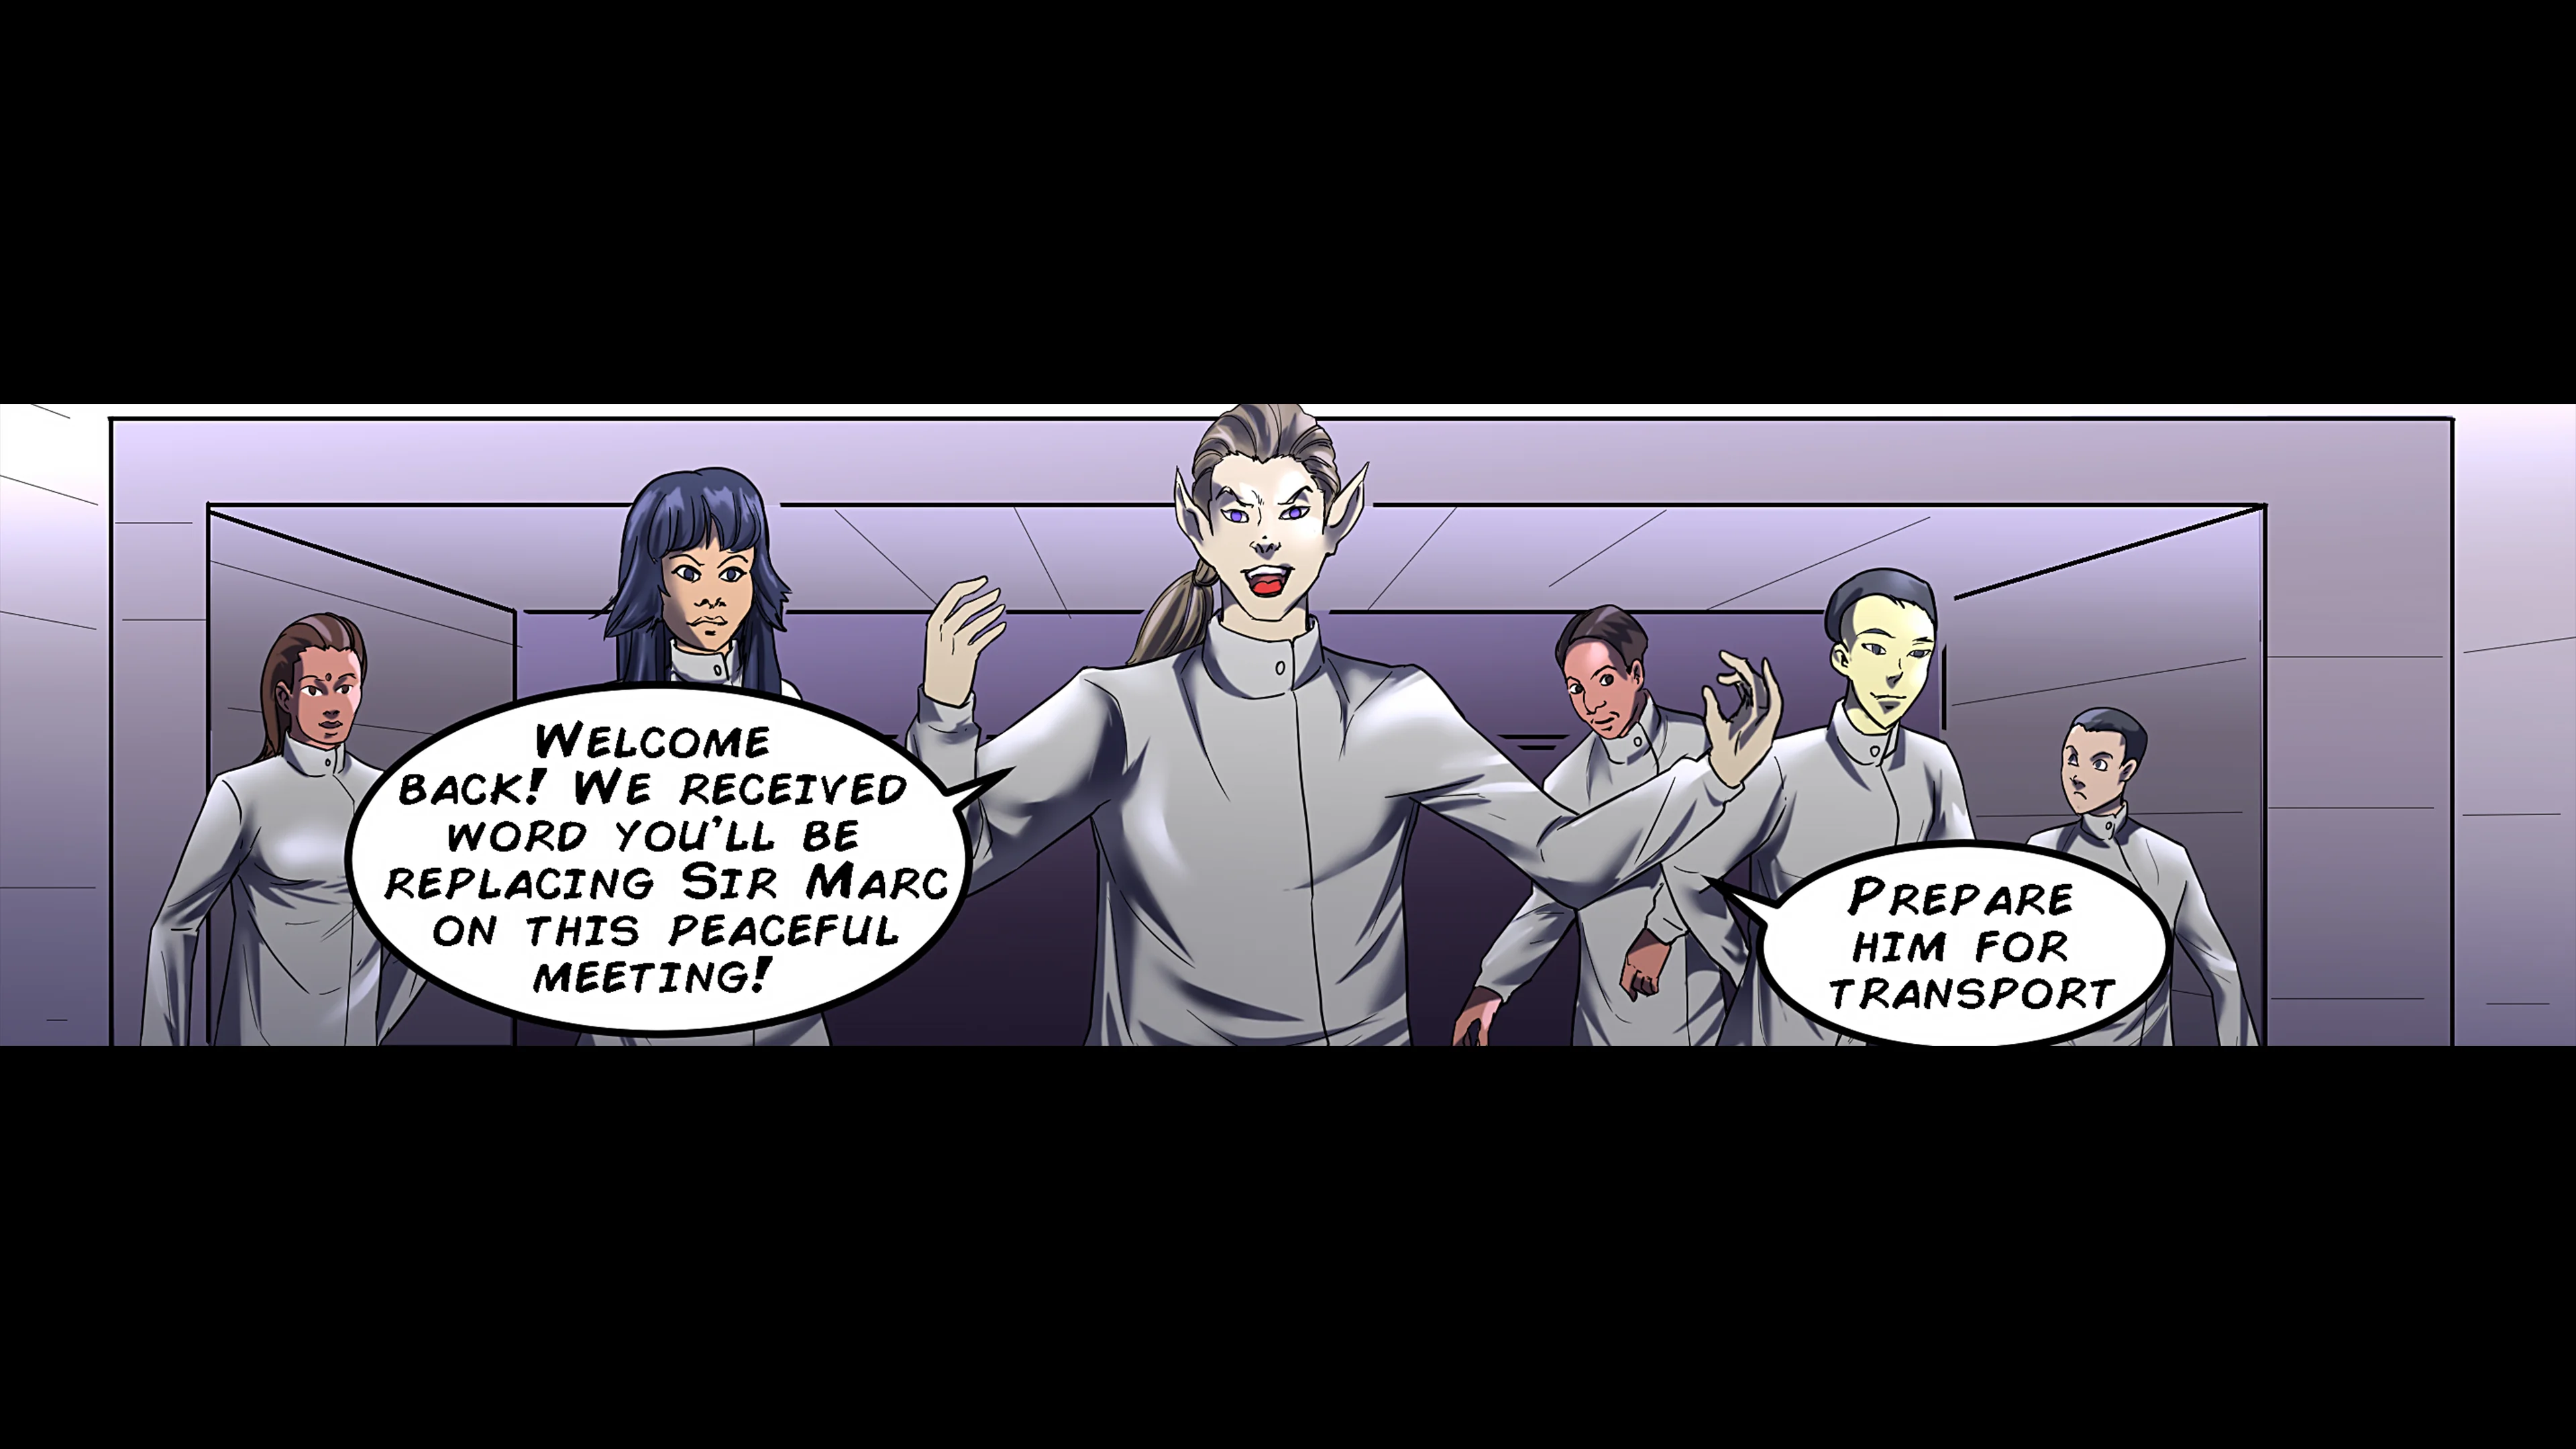 Welcome
back! We received
word you'll be
replacing Sir Marc
on this peaceful
meeting!
Prepare
him for
transport